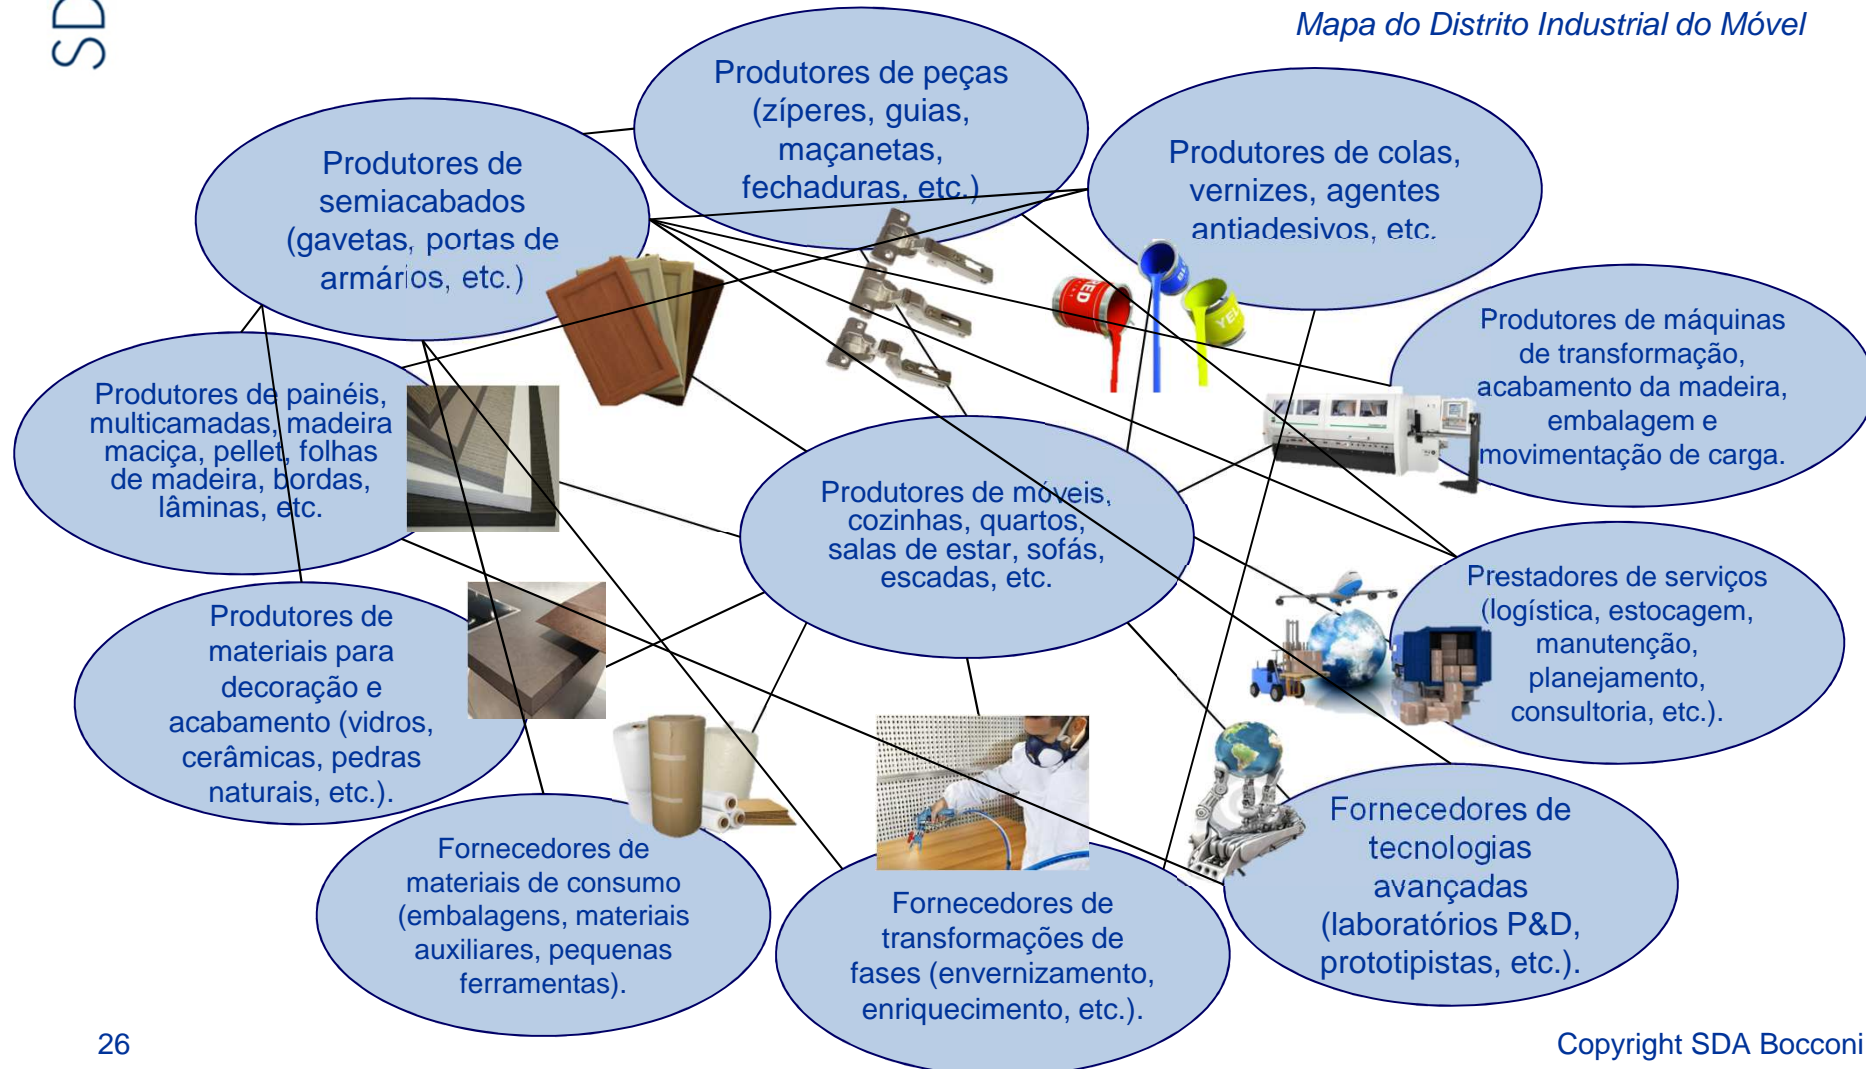 SD
Mapa do Distrito Industrial do Móvel
Produtores de peças
(zíperes, guias,
maçanetas,
fechaduras, etc.)
Produtores de
semiacabados
(gavetas, portas de
armários, etc.)
Produtores de colas,
vernizes, agentes
antiadesivos, etc.
RED
BL
YEL
Produtores de máquinas
de transformação,
acabamento da madeira,
embalagem e
movimentação de carga.
Produtores de painéis,
multicamadas, madeira
maciça, pellet, folhas
de madeira, bordas,
lâminas, etc.
Produtores de móveis,
cozinhas, quartos,
salas de estar, sofás,
escadas, etc.
Prestadores de serviços
(logística, estocagem,
manutenção,
planejamento,
consultoria, etc.).
Produtores de
materiais para
decoração e
acabamento (vidros,
cerâmicas, pedras
naturais, etc.).
Fornecedores de
materiais de consumo
(embalagens, materiais
auxiliares, pequenas
ferramentas).
Fornecedores de
transformações de
fases (envernizamento,
enriquecimento, etc.).
Fornecedores de
tecnologias
avançadas
(laboratórios P&D,
prototipistas, etc.).
26
Copyright SDA Bocconi